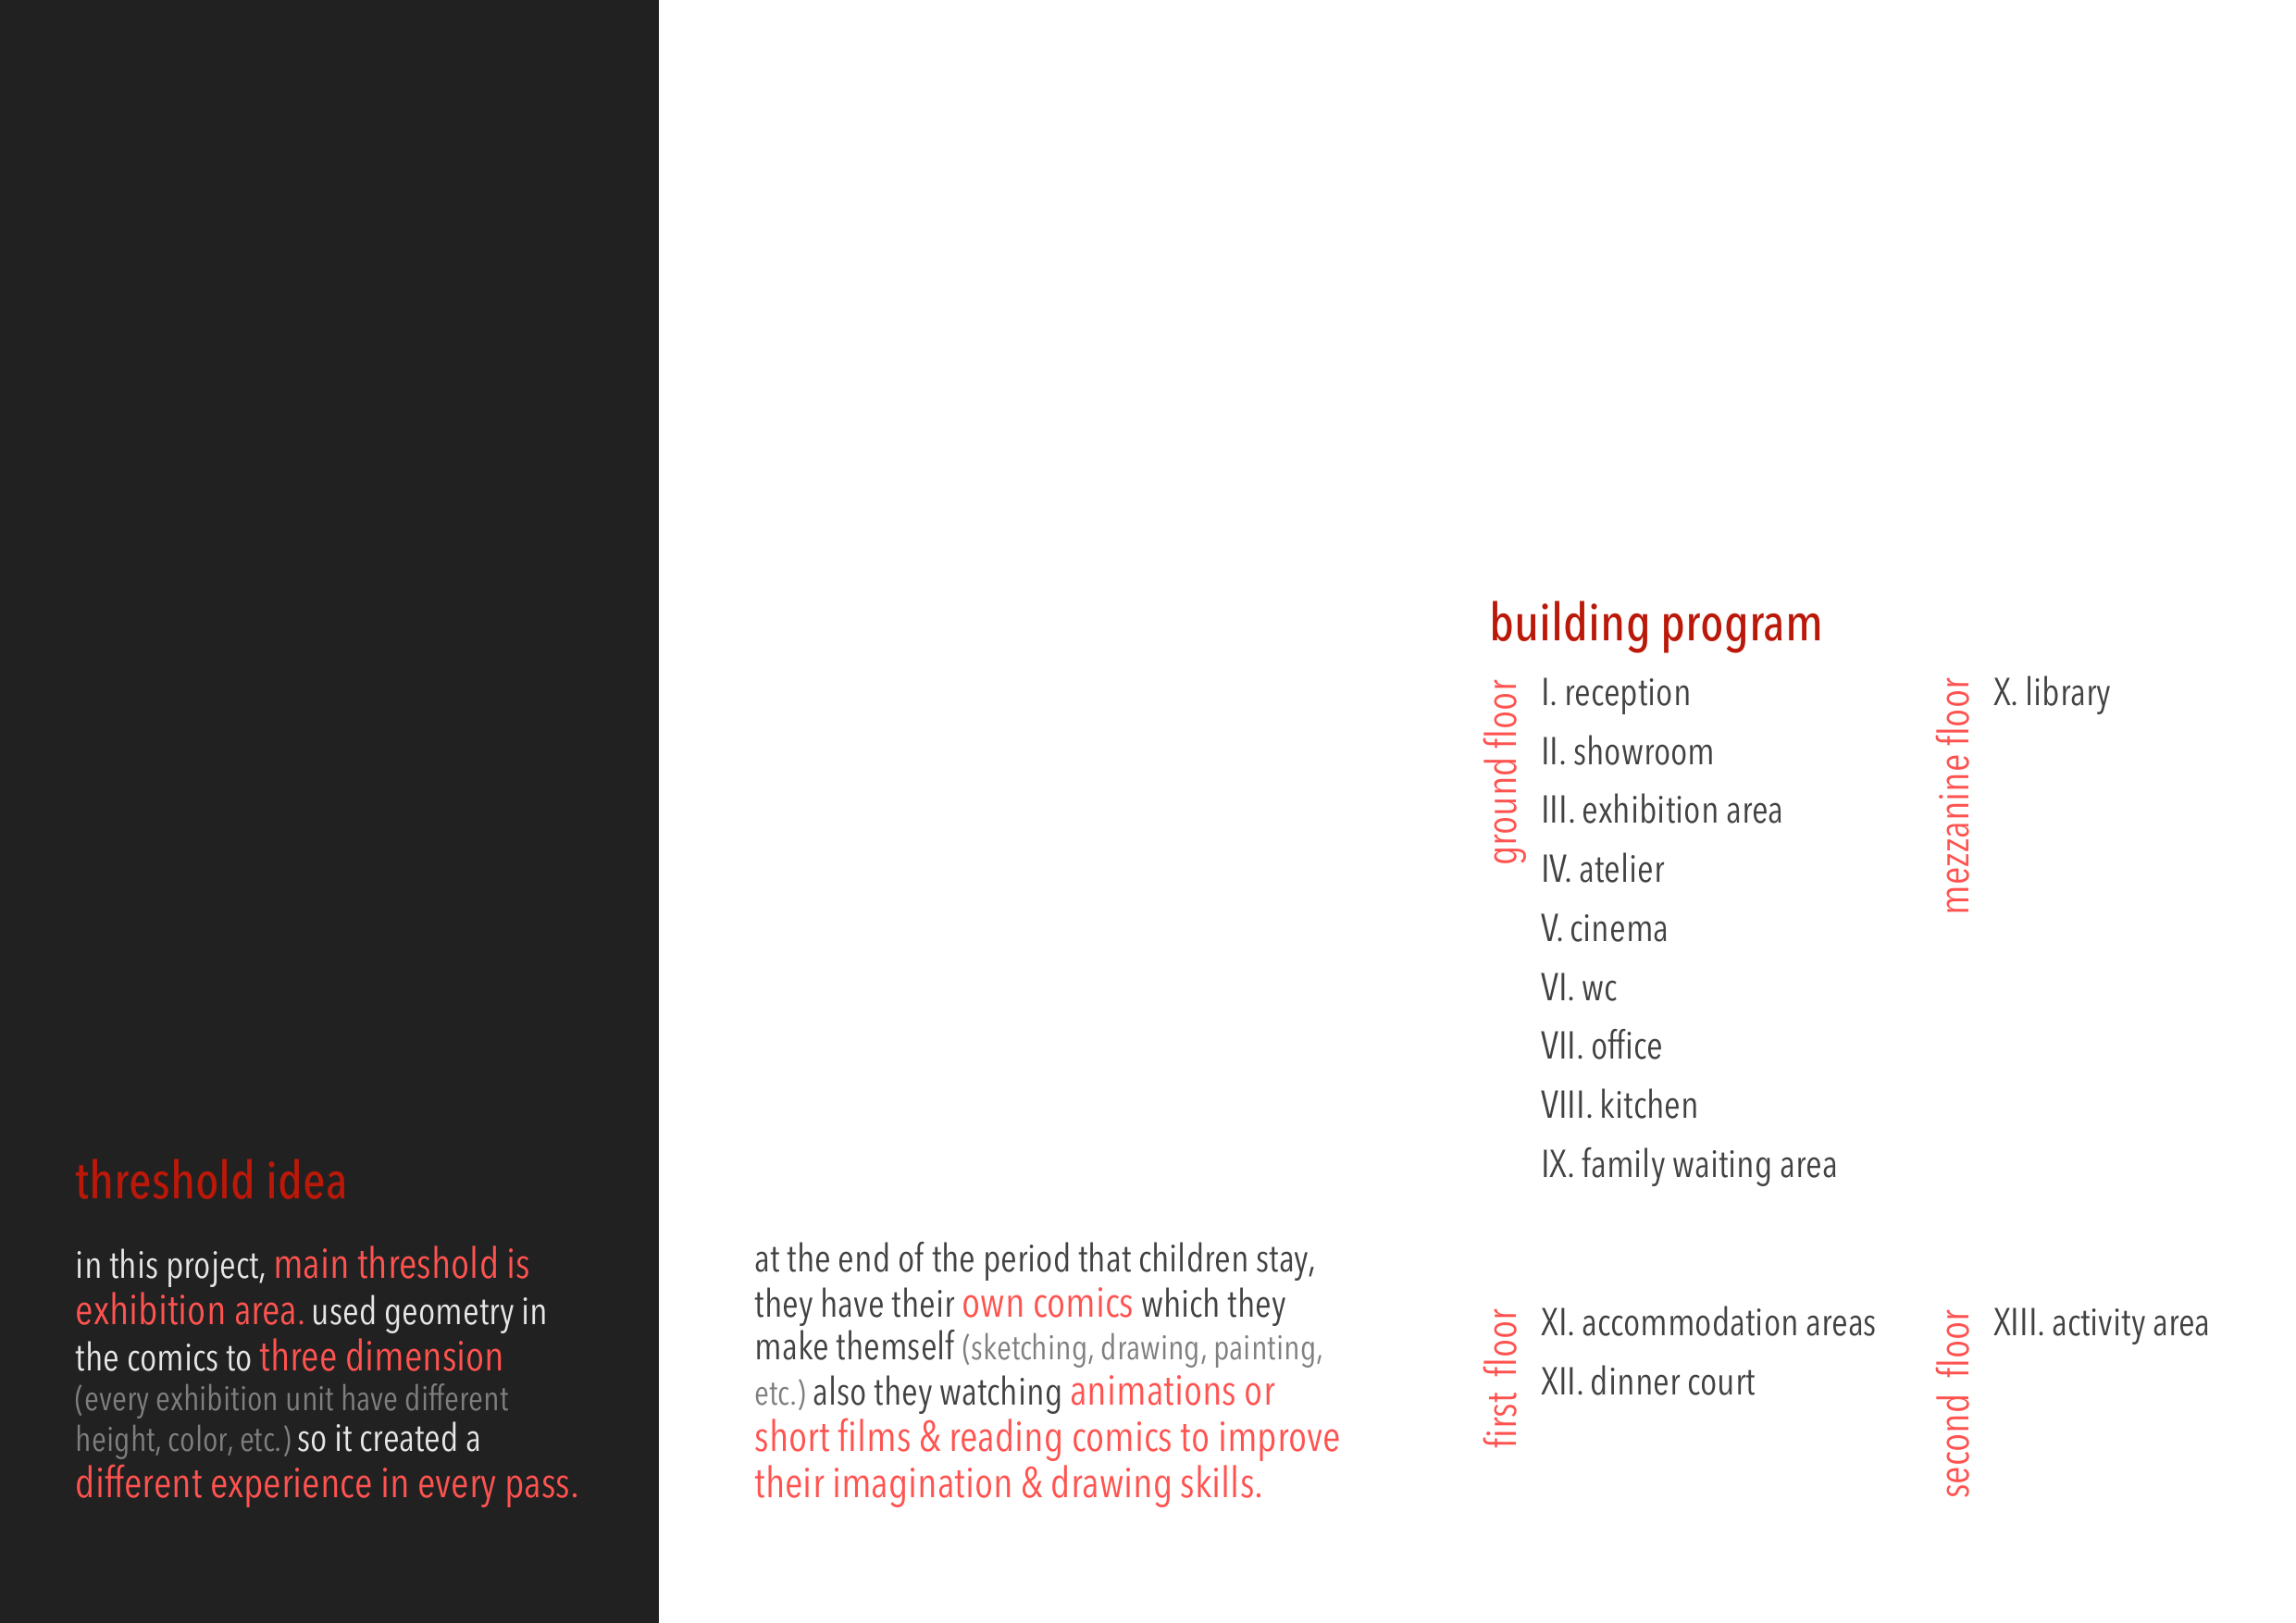 threshold idea
in this project, main threshold is
exhibition area. used geometry in
the comics to three dimension
(every exhibition unit have different
height, color, etc.) so it created a
different experience in every pass.
at the end of the period that children stay,
they have their own comics which they
make themself (sketching, drawing, painting,
etc.) also they watching animations or
short films & reading comics to improve
their imagination & drawing skills.
building program
ground floor
I. reception
II. showroom
III. exhibition area
IV. atelier
V. cinema
VI. wc
VII. office
VIII. kitchen
IX. family waiting area
mezzanine floor
X. library
first floor
XI. accommodation areas
XII. dinner court
second floor
XIII. activity area